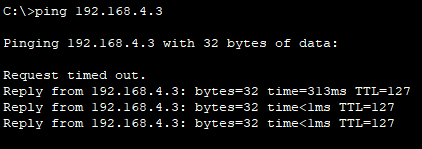 C:\>ping 192.168.4.3
Pinging 192.168.4.3 with 32 bytes of data:
Request timed out.
Reply from 192.168.4.3: bytes=32 time=313ms TTL=127
Reply from 192.168.4.3: bytes=32 time<1ms TTL=127
Reply from 192.168.4.3: bytes=32 time<1ms TTL=127